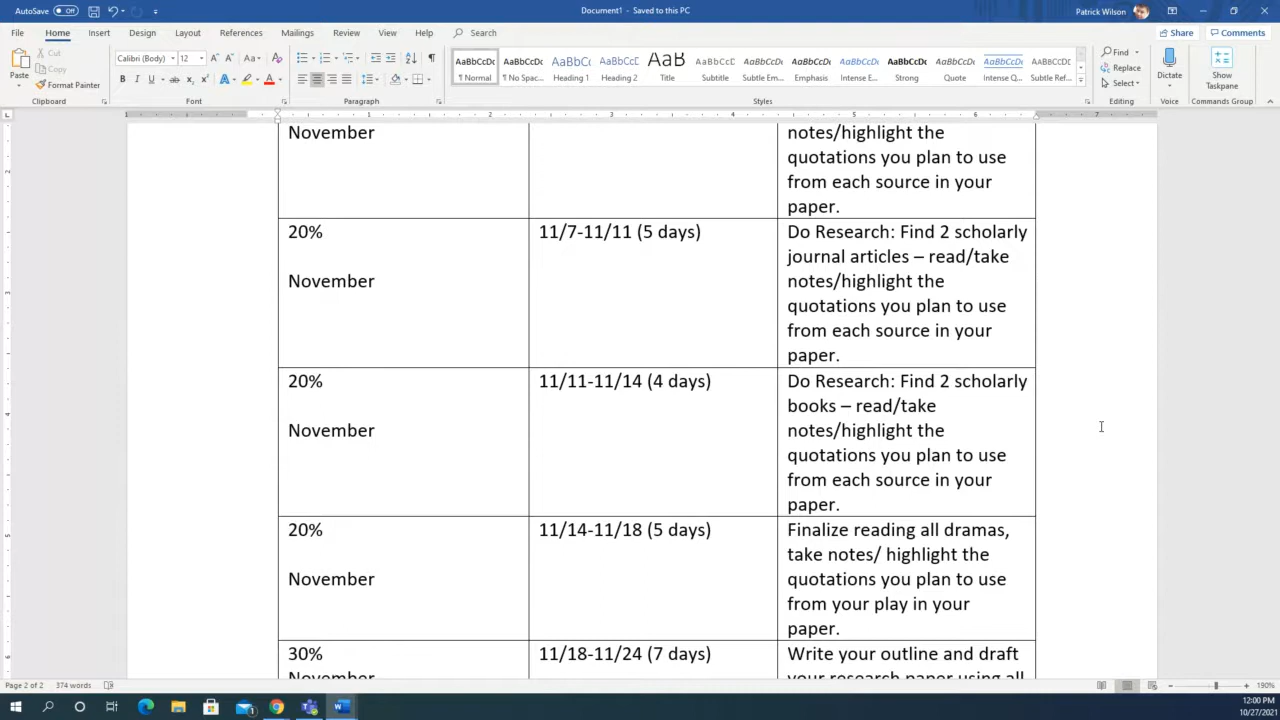 AutoSave Off
Document1 - Saved to this PC
Patrick Wilson
File Home Insert Design Layout References Mailings Review View Help Search
Share Comments
Paste
Cut
Copy
Format Painter
Clipboard
Calibri (Body) 12
Font
Paragraph
AaBbCcDc AaBbCcDc AaBbCc AaBbCcD AaB AaBbCcD AaBbCcDc AaBbCcDc AaBbCcDc AaBbCcDc AaBbCcDc AaBbCcDc AaBbCcDc
¶ Normal ¶ No Spac... Heading 1 Heading 2 Title Subtitle Subtle Em... Emphasis Intense E... Strong Quote Intense Q... Subtle Ref...
Styles
Find
Replace
Select
Editing
Dictate
Voice
Show
Taskpane
Commands Group
November
notes/highlight the
quotations you plan to use
from each source in your
paper.
20%
November
11/7-11/11 (5 days)
Do Research: Find 2 scholarly
journal articles – read/take
notes/highlight the
quotations you plan to use
from each source in your
paper.
20%
November
11/11-11/14 (4 days)
Do Research: Find 2 scholarly
books – read/take
notes/highlight the
quotations you plan to use
from each source in your
paper.
20%
November
11/14-11/18 (5 days)
Finalize reading all dramas,
take notes/ highlight the
quotations you plan to use
from your play in your
paper.
30%
November
11/18-11/24 (7 days)
Write your outline and draft
your research paper using all
Page 2 of 2 374 words
190%
12:00 PM
10/27/2021